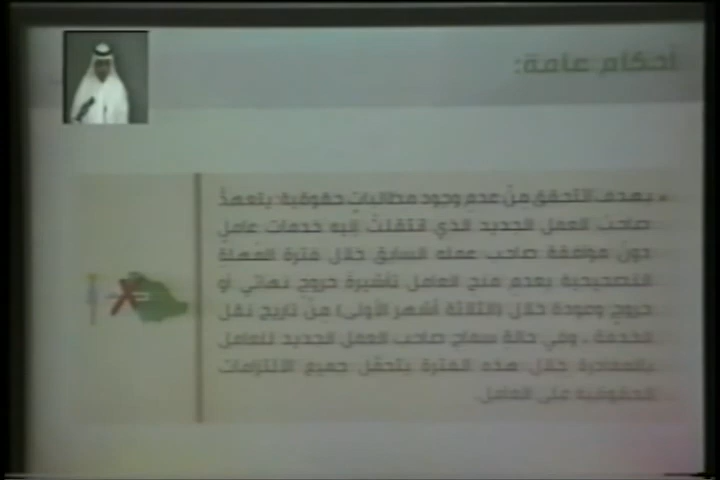 أحكام عامة:
• بهدف التحقق من عدم وجود مطالبات حقوقية: يتعهد
صاحب العمل الجديد الذي انتقلت إليه خدمات عامل
دون موافقة صاحب عمله السابق خلال فترة المهلة
التصحيحية بعدم منح العامل تأشيرة خروج نهائي أو
خروج وعودة خلال (الثلاثة أشهر الأولى) من تاريخ نقل
الخدمة ، وفي حالة سماح صاحب العمل الجديد للعامل
بالمغادرة خلال هذه الفترة يتحمل جميع الالتزامات
الحقوقية على العامل.